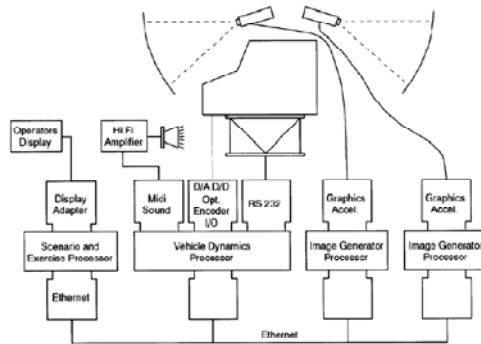 Operators
Display
Hi Fi
Amplifier
Display
Adapter
Midi
Sound
D/A D/D
Opt.
Encoder
I/O
RS 232
Graphics
Accel.
Graphics
Accel.
Scenario and
Exercise Processor
Vehicle Dynamics
Processor
Image Generator
Processor
Image Generator
Processor
Ethernet
Ethernet